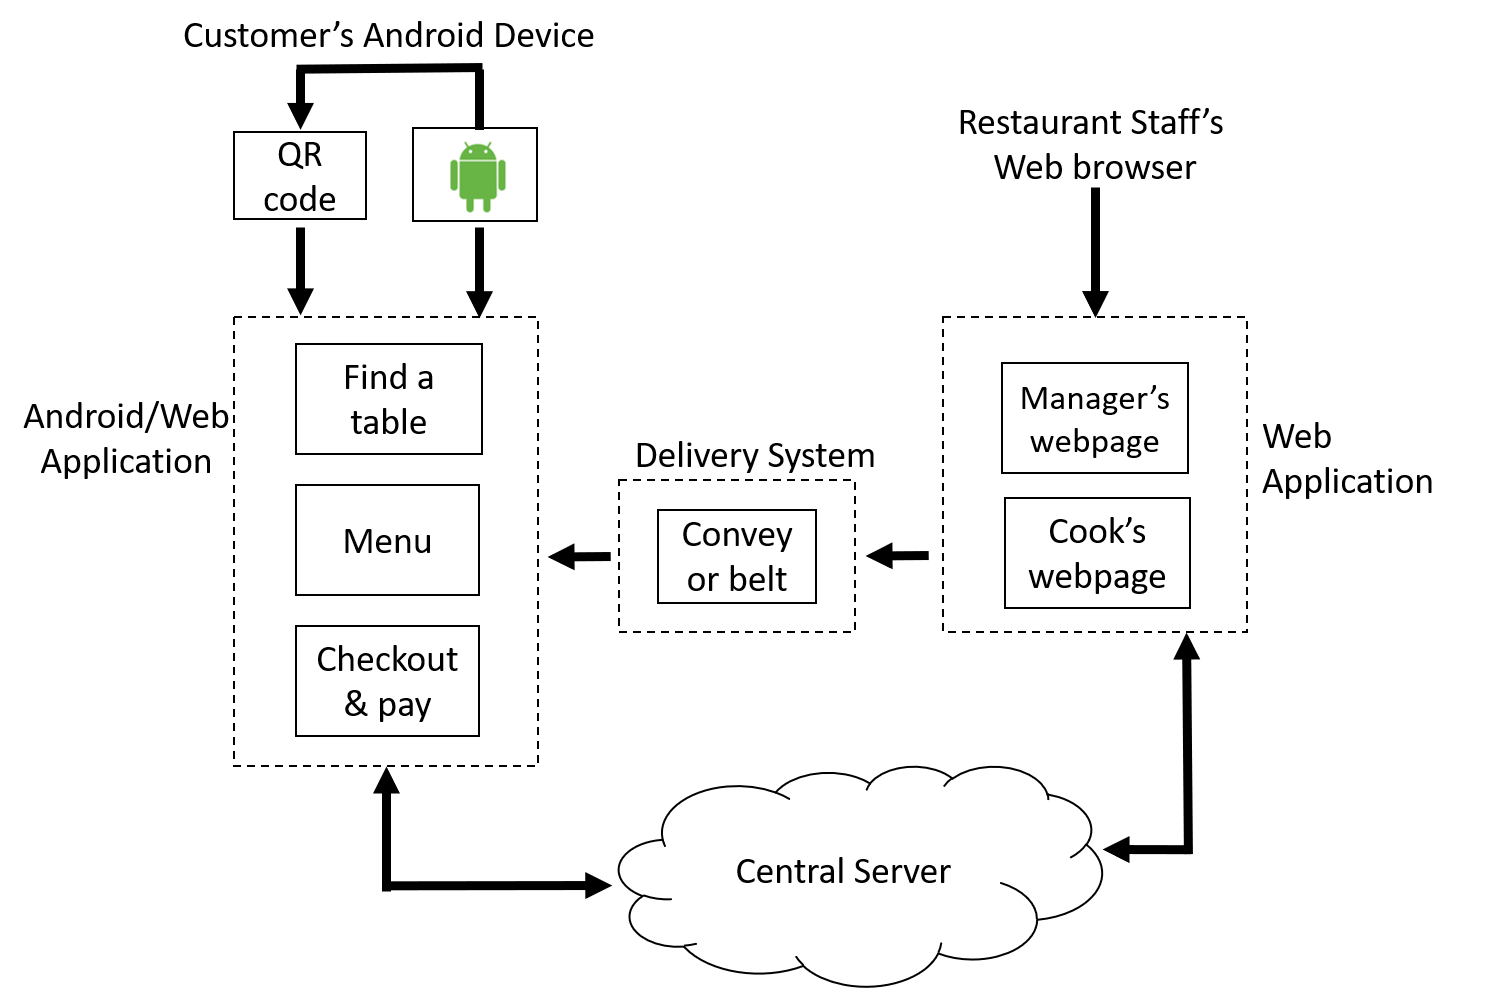 Customer's Android Device
QR
code
Restaurant Staff's
Web browser
Find a
table
Android/Web
Application
Menu
Checkout
& pay
Delivery System
Convey
or belt
Manager's
webpage
Cook's
webpage
Web
Application
Central Server